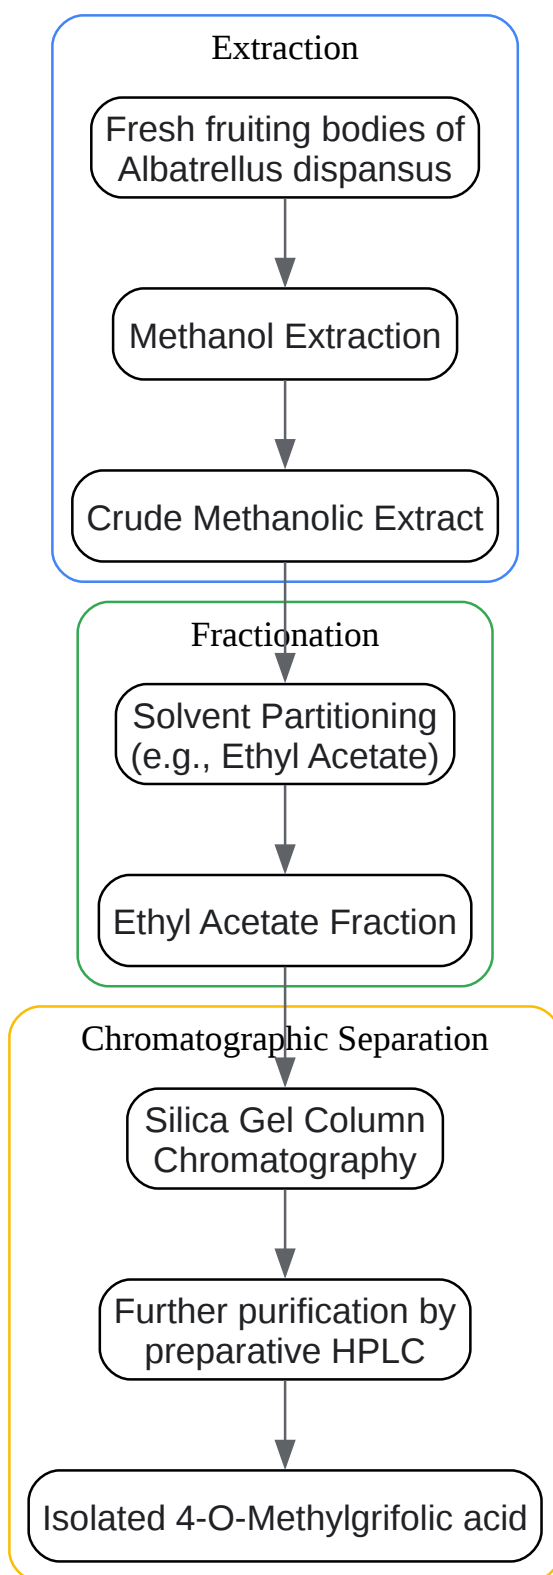 Extraction
Fresh fruiting bodies of
Albatrellus dispansus
Methanol Extraction
Crude Methanolic Extract
Fractionation
Solvent Partitioning
(e.g., Ethyl Acetate)
Ethyl Acetate Fraction
Chromatographic Separation
Silica Gel Column
Chromatography
Further purification by
preparative HPLC
Isolated 4-O-Methylgrifolic acid